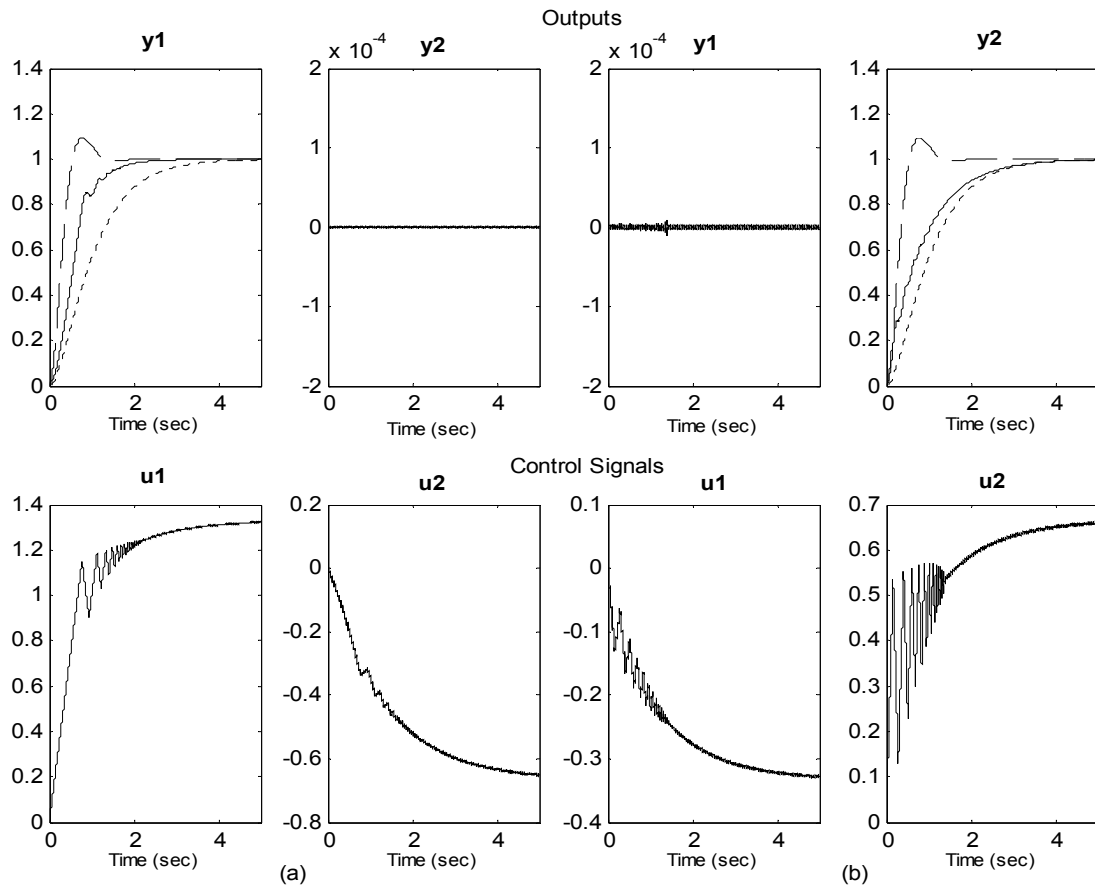 Outputs
y1
x 10^-4
y2
x 10^-4
y1
y2
1.4
1.2
1
0.8
0.6
0.4
0.2
0
0 2 4
Time (sec)
2
1
0
-1
-2
0 2 4
Time (sec)
2
1
0
-1
-2
0 2 4
Time (sec)
1.4
1.2
1
0.8
0.6
0.4
0.2
0
0 2 4
Time (sec)
Control Signals
u1
u2
u1
u2
1.4
1.2
1
0.8
0.6
0.4
0.2
0
0 2 4
Time (sec)
0.2
0
-0.2
-0.4
-0.6
-0.8
0 2 4
Time (sec)
0.1
0
-0.1
-0.2
-0.3
-0.4
0 2 4
Time (sec)
0.7
0.6
0.5
0.4
0.3
0.2
0.1
0
0 2 4
Time (sec)
(a)
(b)